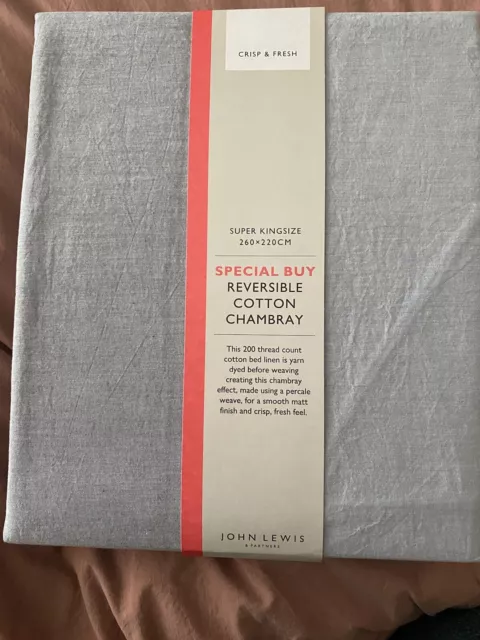 CRISP & FRESH
SUPER KINGSIZE
260×220CM
SPECIAL BUY
REVERSIBLE
COTTON
CHAMBRAY
This 200 thread count
cotton bed linen is yarn
dyed before weaving
creating this chambray
effect, made using a percale
weave, for a smooth matt
finish and crisp, fresh feel.
JOHN LEWIS
& PARTNERS